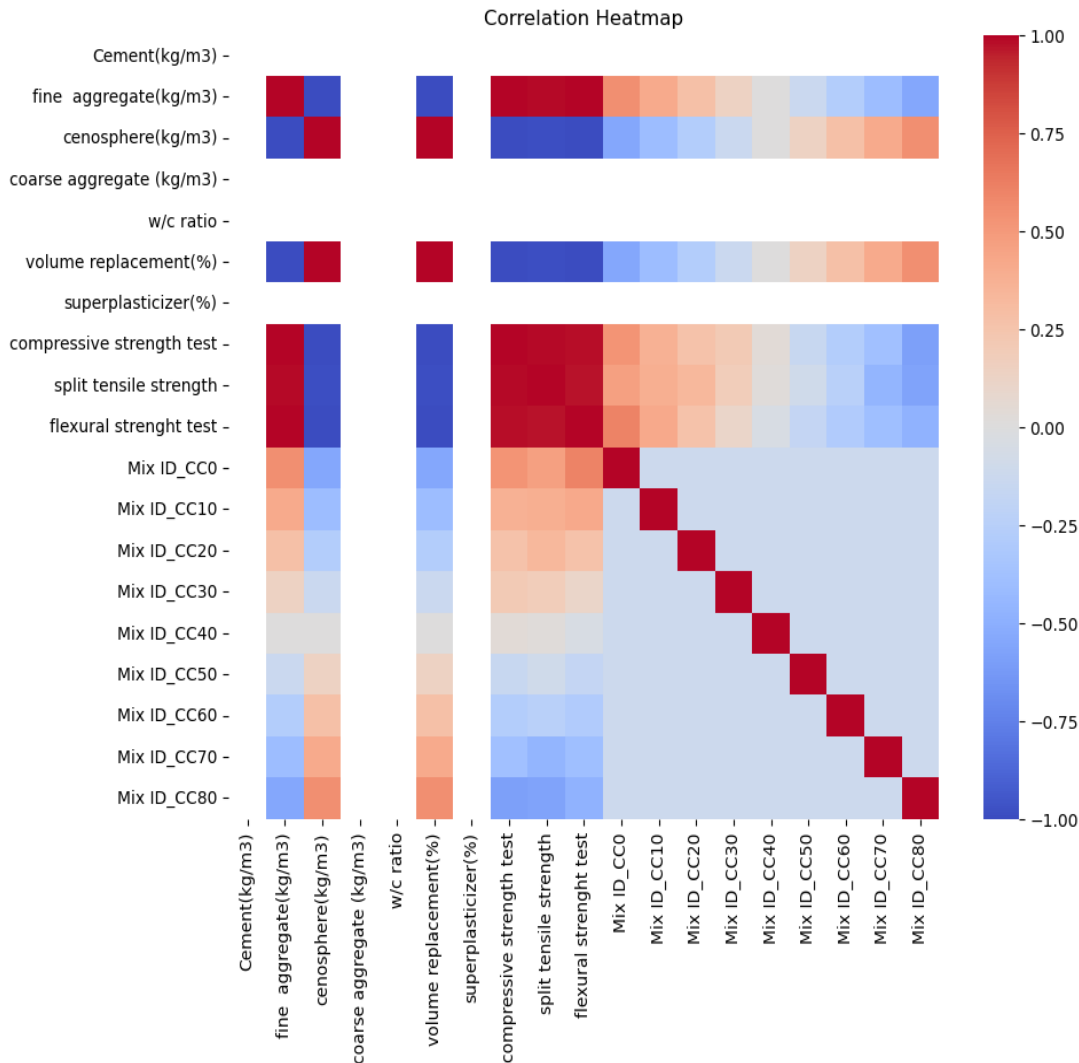 Correlation Heatmap
Cement(kg/m3)
fine  aggregate(kg/m3)
cenosphere(kg/m3)
coarse aggregate (kg/m3)
w/c ratio
volume replacement(%)
superplasticizer(%)
compressive strength test
split tensile strength
flexural strenght test
Mix ID_CC0
Mix ID_CC10
Mix ID_CC20
Mix ID_CC30
Mix ID_CC40
Mix ID_CC50
Mix ID_CC60
Mix ID_CC70
Mix ID_CC80
Cement(kg/m3)
fine  aggregate(kg/m3)
cenosphere(kg/m3)
coarse aggregate (kg/m3)
w/c ratio
volume replacement(%)
superplasticizer(%)
compressive strength test
split tensile strength
flexural strenght test
Mix ID_CC0
Mix ID_CC10
Mix ID_CC20
Mix ID_CC30
Mix ID_CC40
Mix ID_CC50
Mix ID_CC60
Mix ID_CC70
Mix ID_CC80
1.00
0.75
0.50
0.25
0.00
−0.25
−0.50
−0.75
−1.00